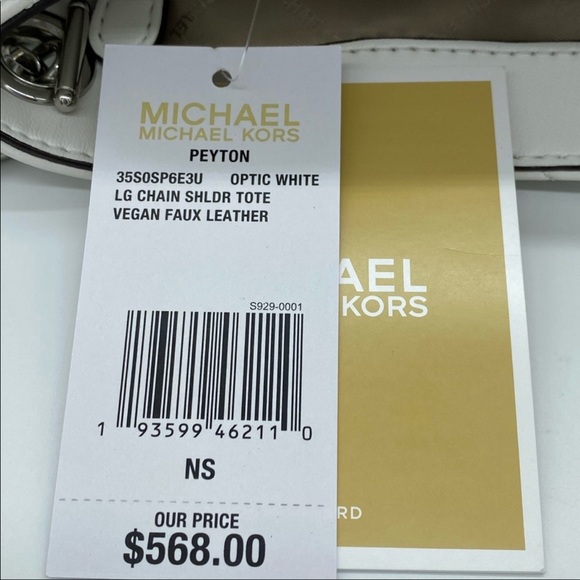 MICHAEL
MICHAEL KORS
PEYTON
35S0SP6E3U OPTIC WHITE
LG CHAIN SHLDR TOTE
VEGAN FAUX LEATHER
S929-0001
1 93599 46211 0
NS
OUR PRICE
$568.00
AEL
KORS
RD